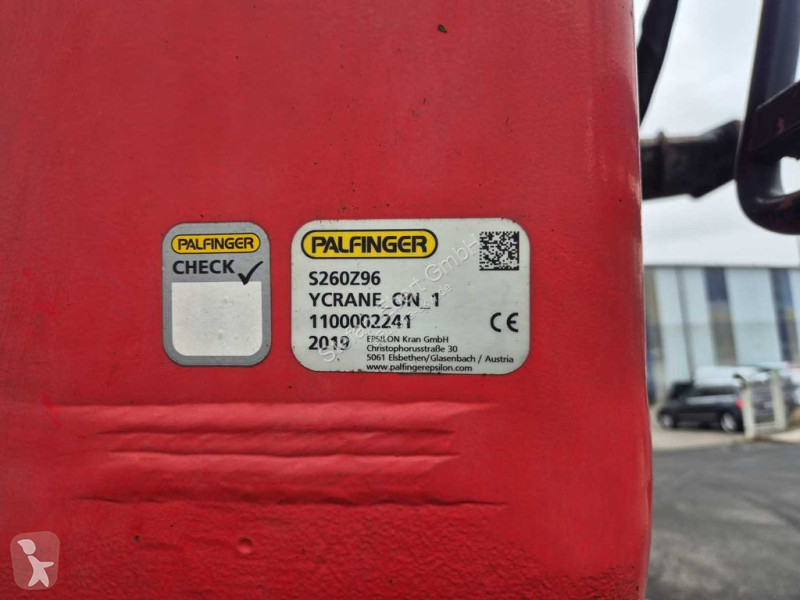 PALFINGER
CHECK
PALFINGER
S260Z96
YCRANE_ON_1
1100002241
2019
EPSILON Kran GmbH
Christophorusstraße 30
5061 Elsbethen/Glasenbach / Austria
www.palfingerepsilon.com
CE